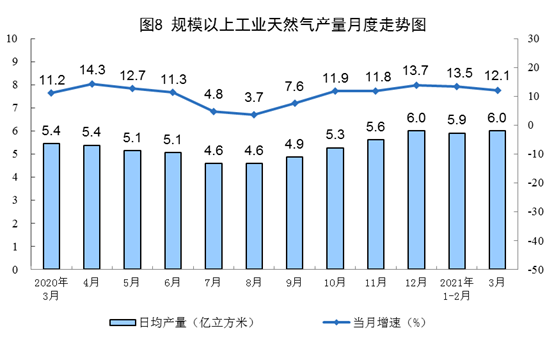 图8 规模以上工业天然气产量月度走势图
10 30
9
8 20
7 10
6 0
5 -10
4
3 -20
2 -30
1 -40
0 -50
11.2 14.3 12.7 11.3 4.8 3.7 7.6 11.9 11.8 13.7 13.5 12.1
5.4 5.4 5.1 5.1 4.6 4.6 4.9 5.3 5.6 6.0 5.9 6.0
2020年 4月 5月 6月 7月 8月 9月 10月 11月 12月 2021年 3月
3月 1-2月
日均产量(亿立方米) 当月增速(%)